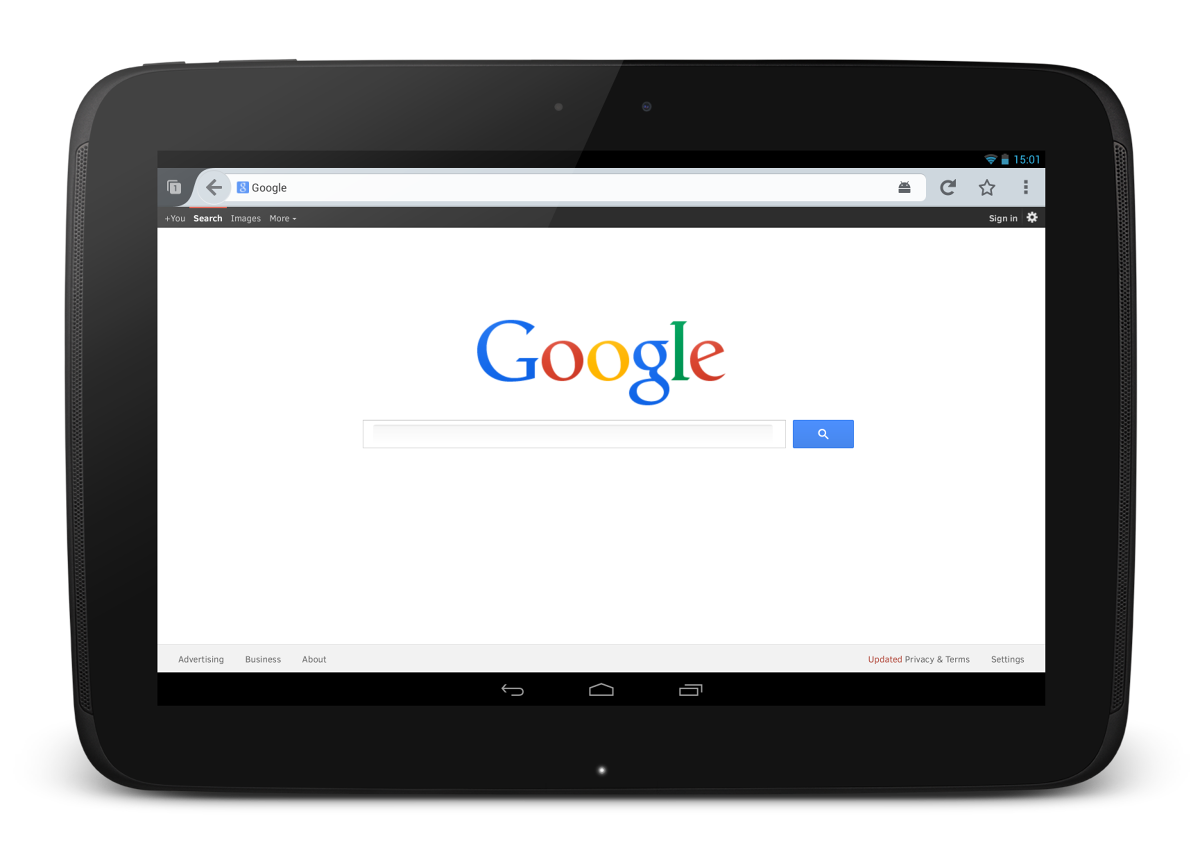 15:01
1
g Google
+You Search Images More
Sign in
Google
Advertising Business About
Updated Privacy & Terms Settings